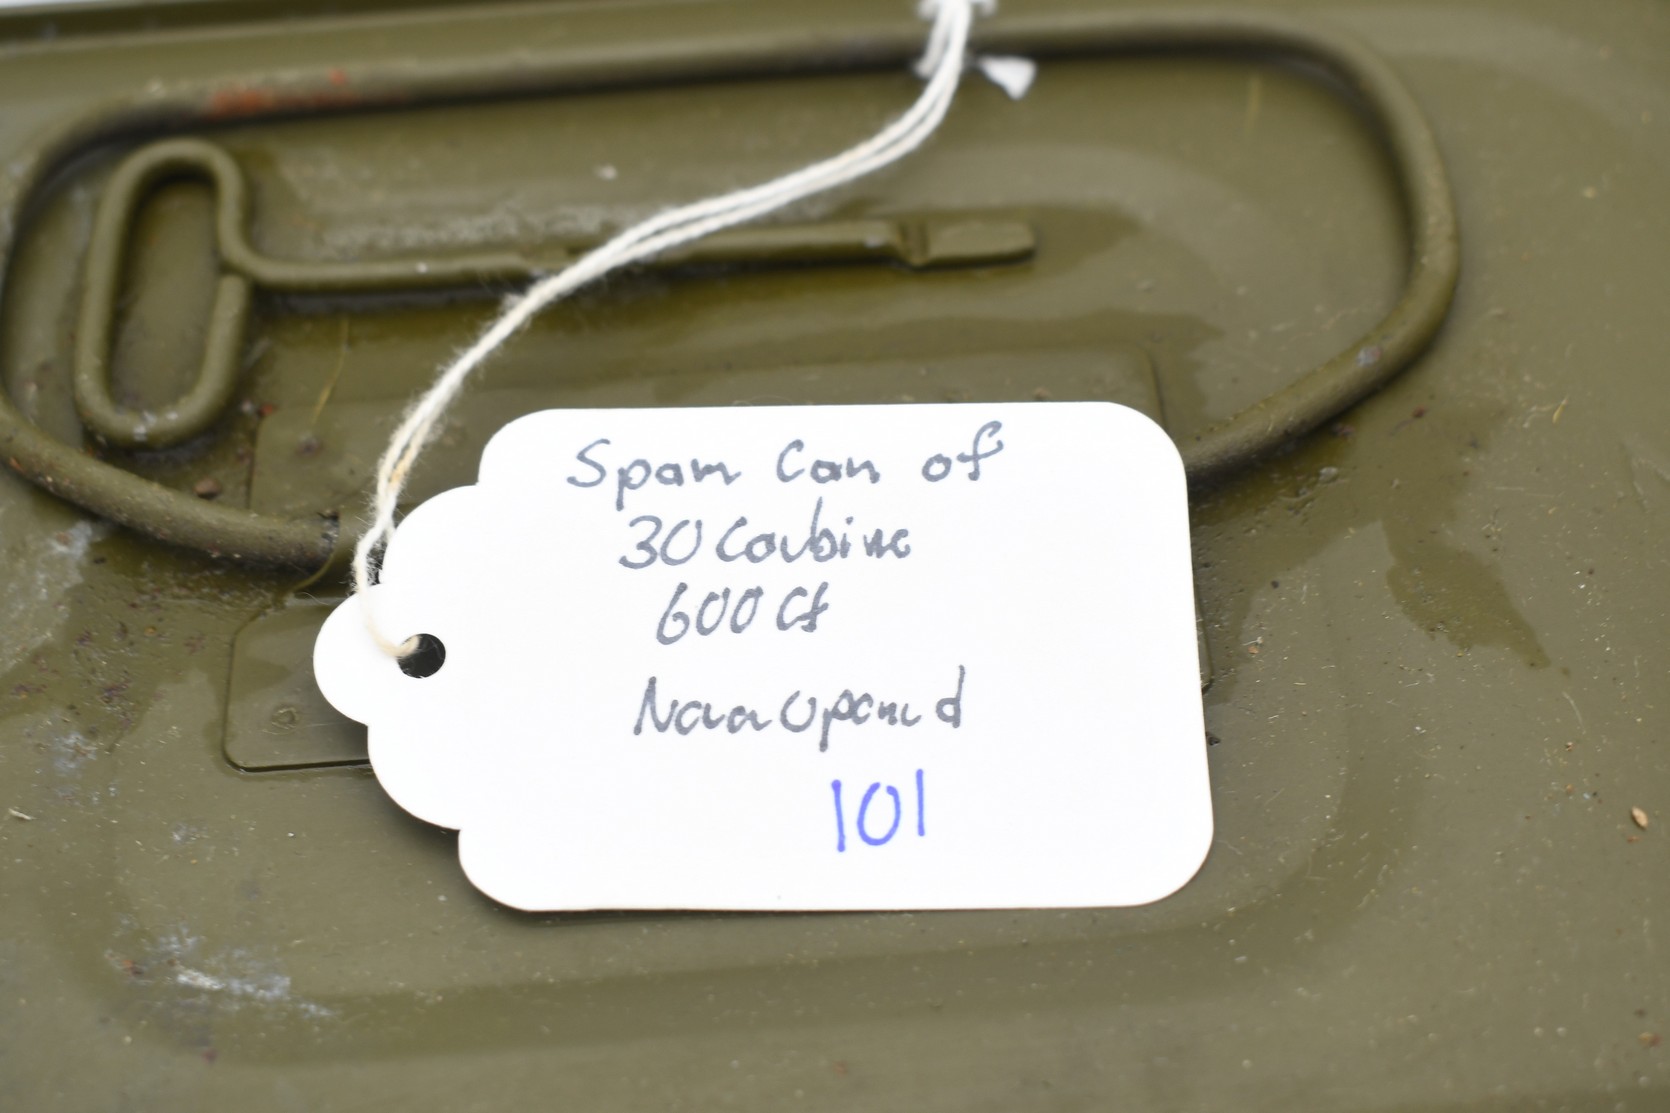 Spam Can of
30 Carbine
600 Ct
Never Opened
101